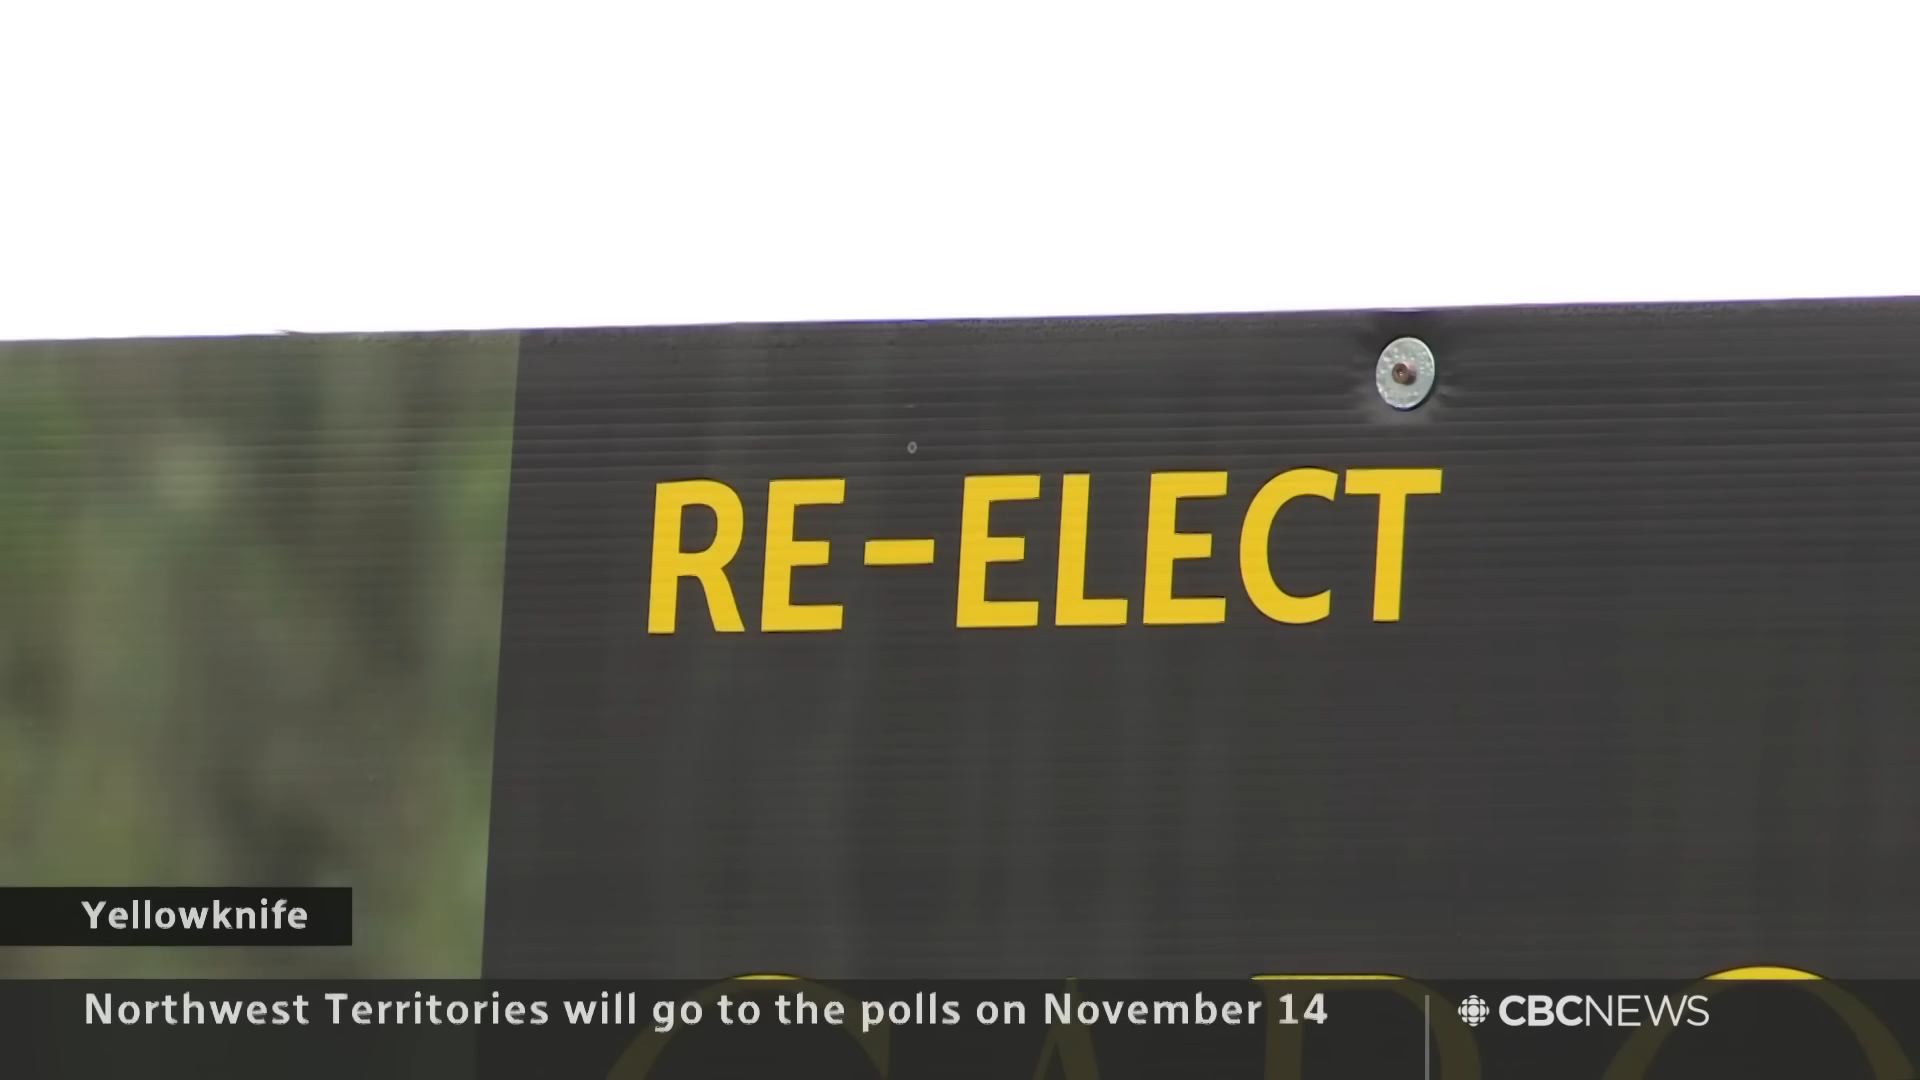 RE-ELECT
Yellowknife
Northwest Territories will go to the polls on November 14
CBCNEWS